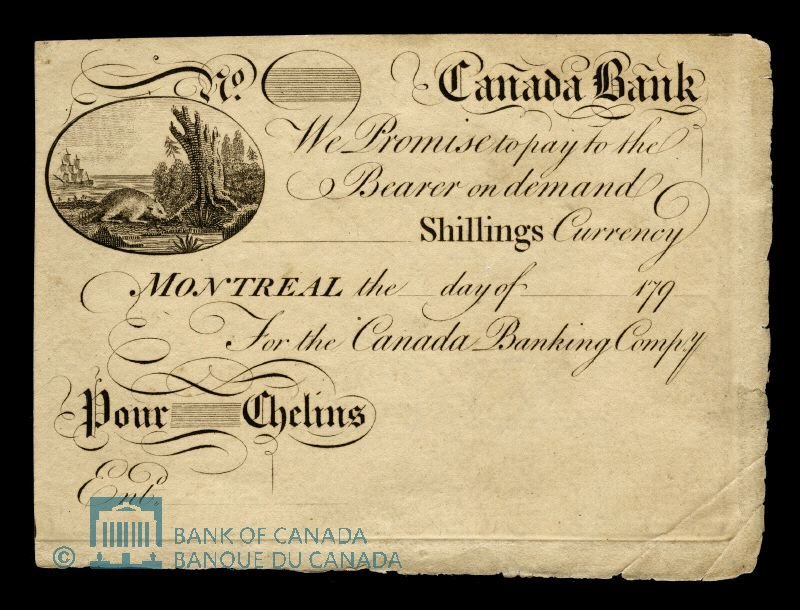 No.
Canada Bank
We Promise to pay to the
Bearer on demand
Shillings Currency
MONTREAL the day of 179
For the Canada Banking Compy
Pour Chelins
Entd.
© BANK OF CANADA
BANQUE DU CANADA